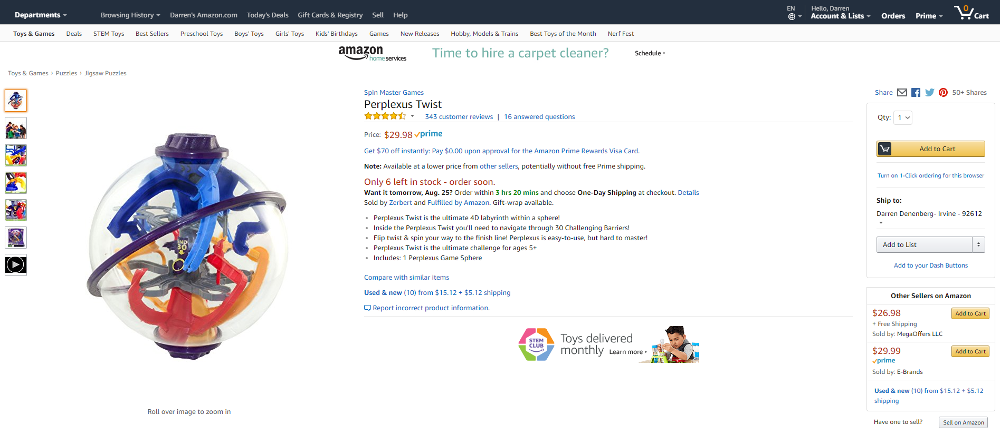 Departments
Browsing History
Darren's Amazon.com
Today's Deals
Gift Cards & Registry
Sell
Help
EN
Hello, Darren
Account & Lists
Orders
Prime
0
Cart
Toys & Games
Deals
STEM Toys
Best Sellers
Preschool Toys
Boys' Toys
Girls' Toys
Kids' Birthdays
Games
New Releases
Hobby, Models & Trains
Best Toys of the Month
Nerf Fest
amazon
home services
Time to hire a carpet cleaner?
Schedule
Toys & Games › Puzzles › Jigsaw Puzzles
END
30
Roll over image to zoom in
Spin Master Games
Perplexus Twist
343 customer reviews | 16 answered questions
Price: $29.98 prime
Get $70 off instantly: Pay $0.00 upon approval for the Amazon Prime Rewards Visa Card.
Note: Available at a lower price from other sellers, potentially without free Prime shipping.
Only 6 left in stock - order soon.
Want it tomorrow, Aug. 25? Order within 3 hrs 20 mins and choose One-Day Shipping at checkout. Details
Sold by Zerbert and Fulfilled by Amazon. Gift-wrap available.
Perplexus Twist is the ultimate 4D labyrinth within a sphere!
Inside the Perplexus Twist you'll need to navigate through 30 Challenging Barriers!
Flip twist & spin your way to the finish line! Perplexus is easy-to-use, but hard to master!
Perplexus Twist is the ultimate challenge for ages 5+
Includes: 1 Perplexus Game Sphere
Compare with similar items
Used & new (10) from $15.12 + $5.12 shipping
Report incorrect product information.
STEM
CLUB
Toys delivered
monthly
Learn more
Share
50+ Shares
Qty: 1
Add to Cart
Turn on 1-Click ordering for this browser
Ship to:
Darren Denenberg- Irvine - 92612
Add to List
Add to your Dash Buttons
Other Sellers on Amazon
$26.98
Add to Cart
+ Free Shipping
Sold by: MegaOffers LLC
$29.99
Add to Cart
prime
Sold by: E-Brands
Used & new (10) from $15.12 + $5.12
shipping
Have one to sell?
Sell on Amazon